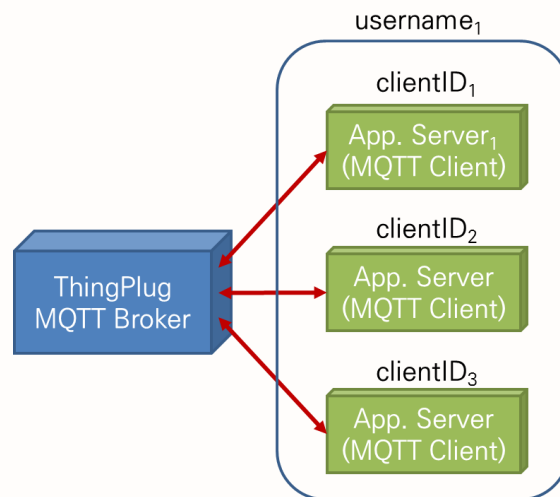 username₁
clientID₁
App. Server₁
(MQTT Client)
clientID₂
ThingPlug
MQTT Broker
App. Server
(MQTT Client)
clientID₃
App. Server
(MQTT Client)